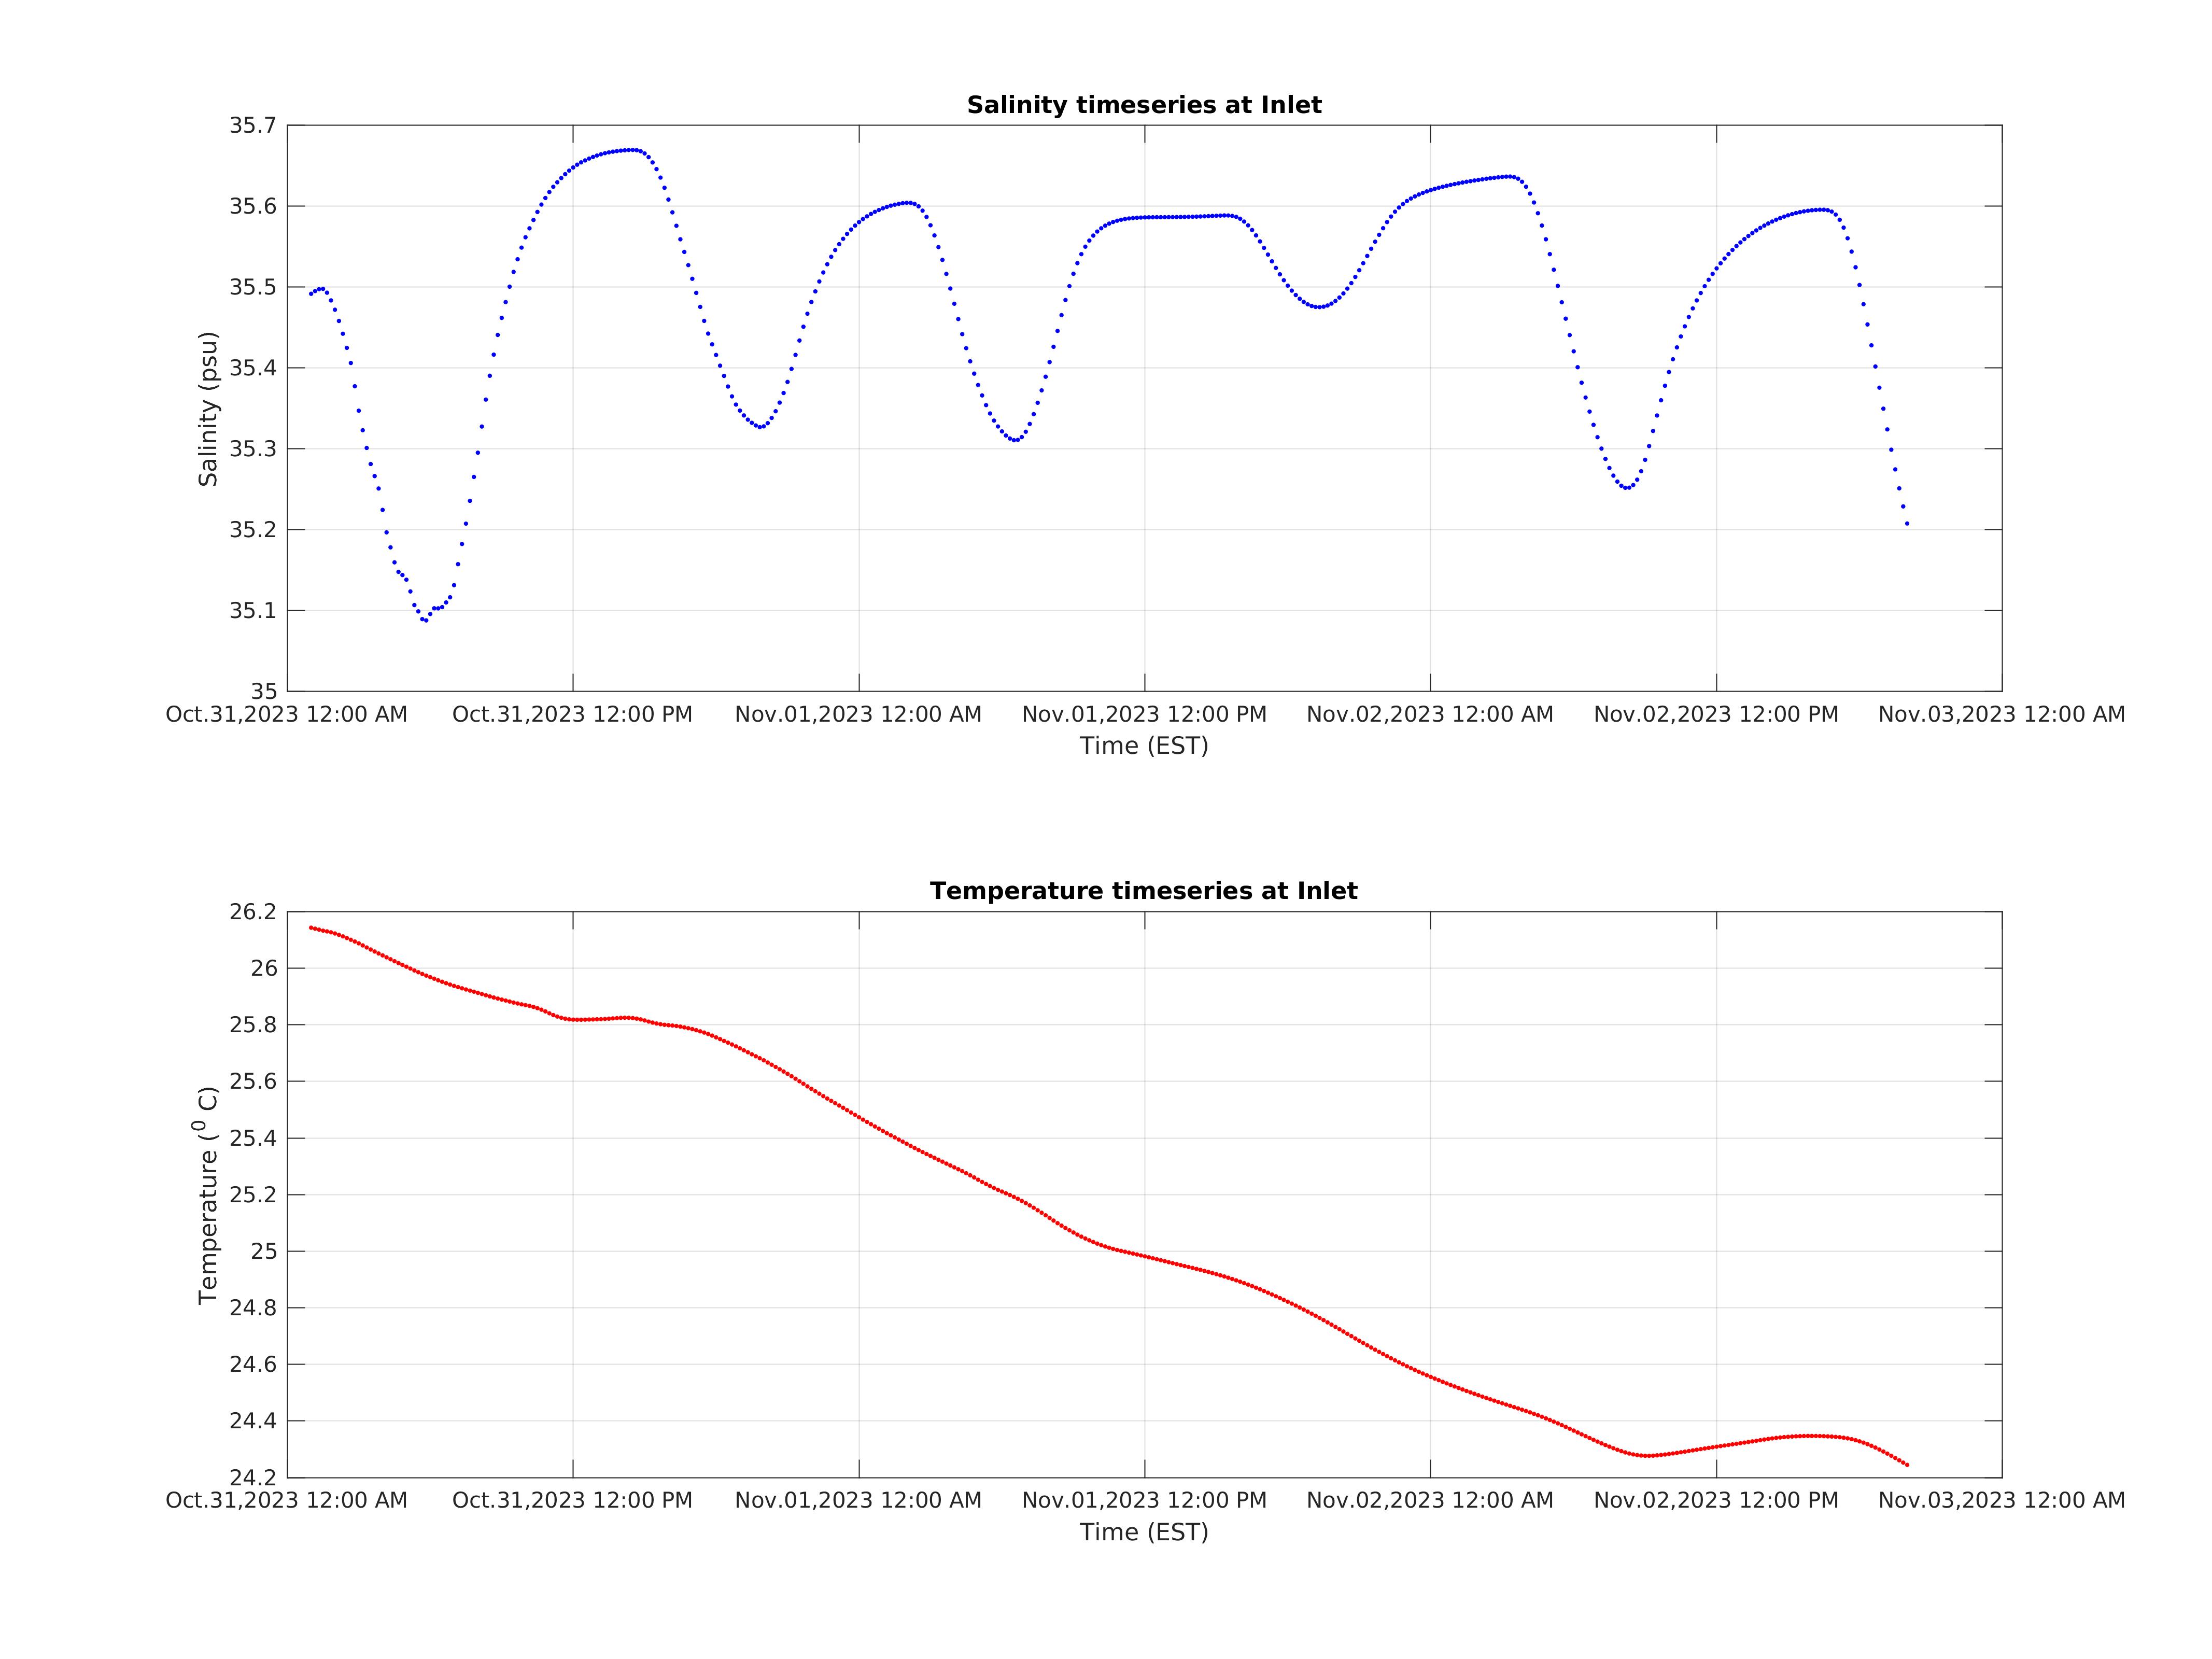 Salinity timeseries at Inlet
35.7
35.6
35.5
35.4
35.3
35.2
35.1
35
Salinity (psu)
Oct.31,2023 12:00 AM Oct.31,2023 12:00 PM Nov.01,2023 12:00 AM Nov.01,2023 12:00 PM Nov.02,2023 12:00 AM Nov.02,2023 12:00 PM Nov.03,2023 12:00 AM
Time (EST)
Temperature timeseries at Inlet
26.2
26
25.8
25.6
25.4
25.2
25
24.8
24.6
24.4
24.2
Temperature (⁰ C)
Oct.31,2023 12:00 AM Oct.31,2023 12:00 PM Nov.01,2023 12:00 AM Nov.01,2023 12:00 PM Nov.02,2023 12:00 AM Nov.02,2023 12:00 PM Nov.03,2023 12:00 AM
Time (EST)